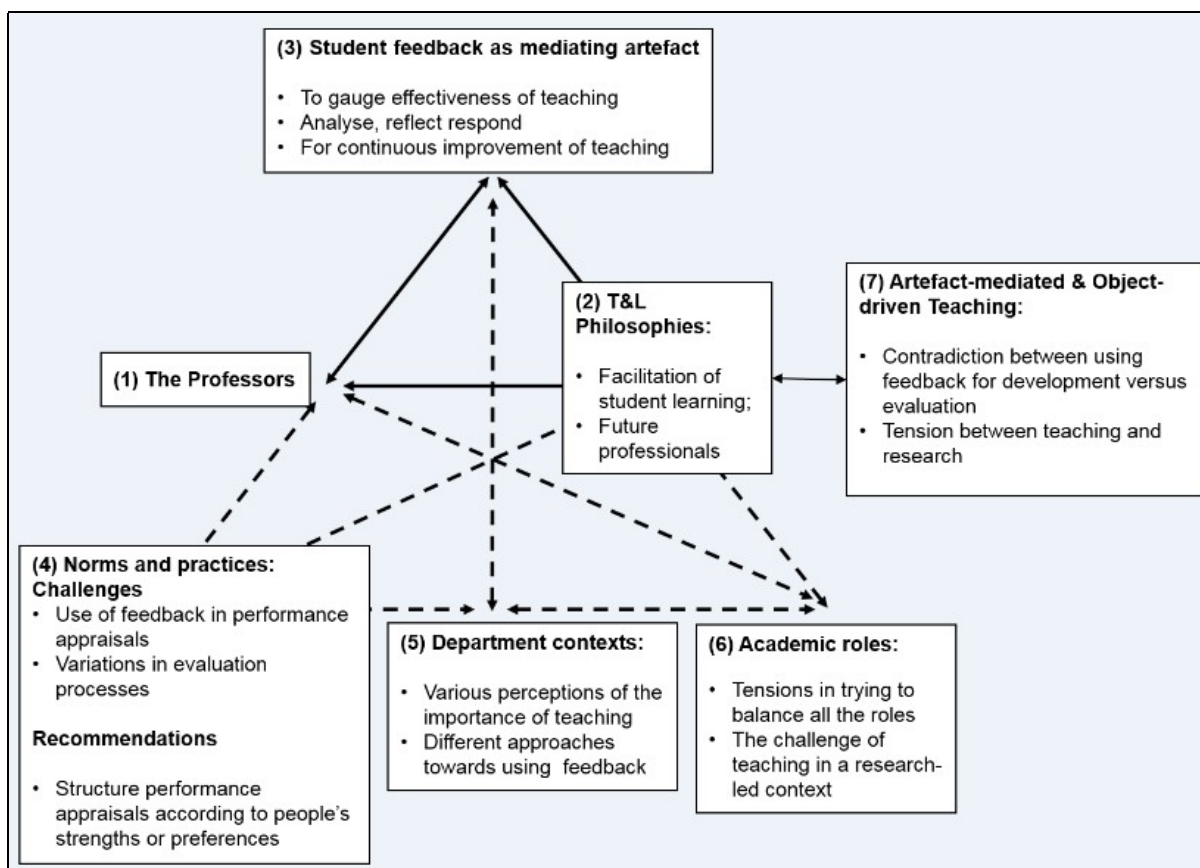 (3) Student feedback as mediating artefact
• To gauge effectiveness of teaching
• Analyse, reflect respond
• For continuous improvement of teaching
(2) T&L
Philosophies:
• Facilitation of
student learning;
• Future
professionals
(7) Artefact-mediated & Object-
driven Teaching:
• Contradiction between using
feedback for development versus
evaluation
• Tension between teaching and
research
(1) The Professors
(4) Norms and practices:
Challenges
• Use of feedback in performance
appraisals
• Variations in evaluation
processes
Recommendations
• Structure performance
appraisals according to people's
strengths or preferences
(5) Department contexts:
• Various perceptions of the
importance of teaching
• Different approaches
towards using feedback
(6) Academic roles:
• Tensions in trying to
balance all the roles
• The challenge of
teaching in a research-
led context